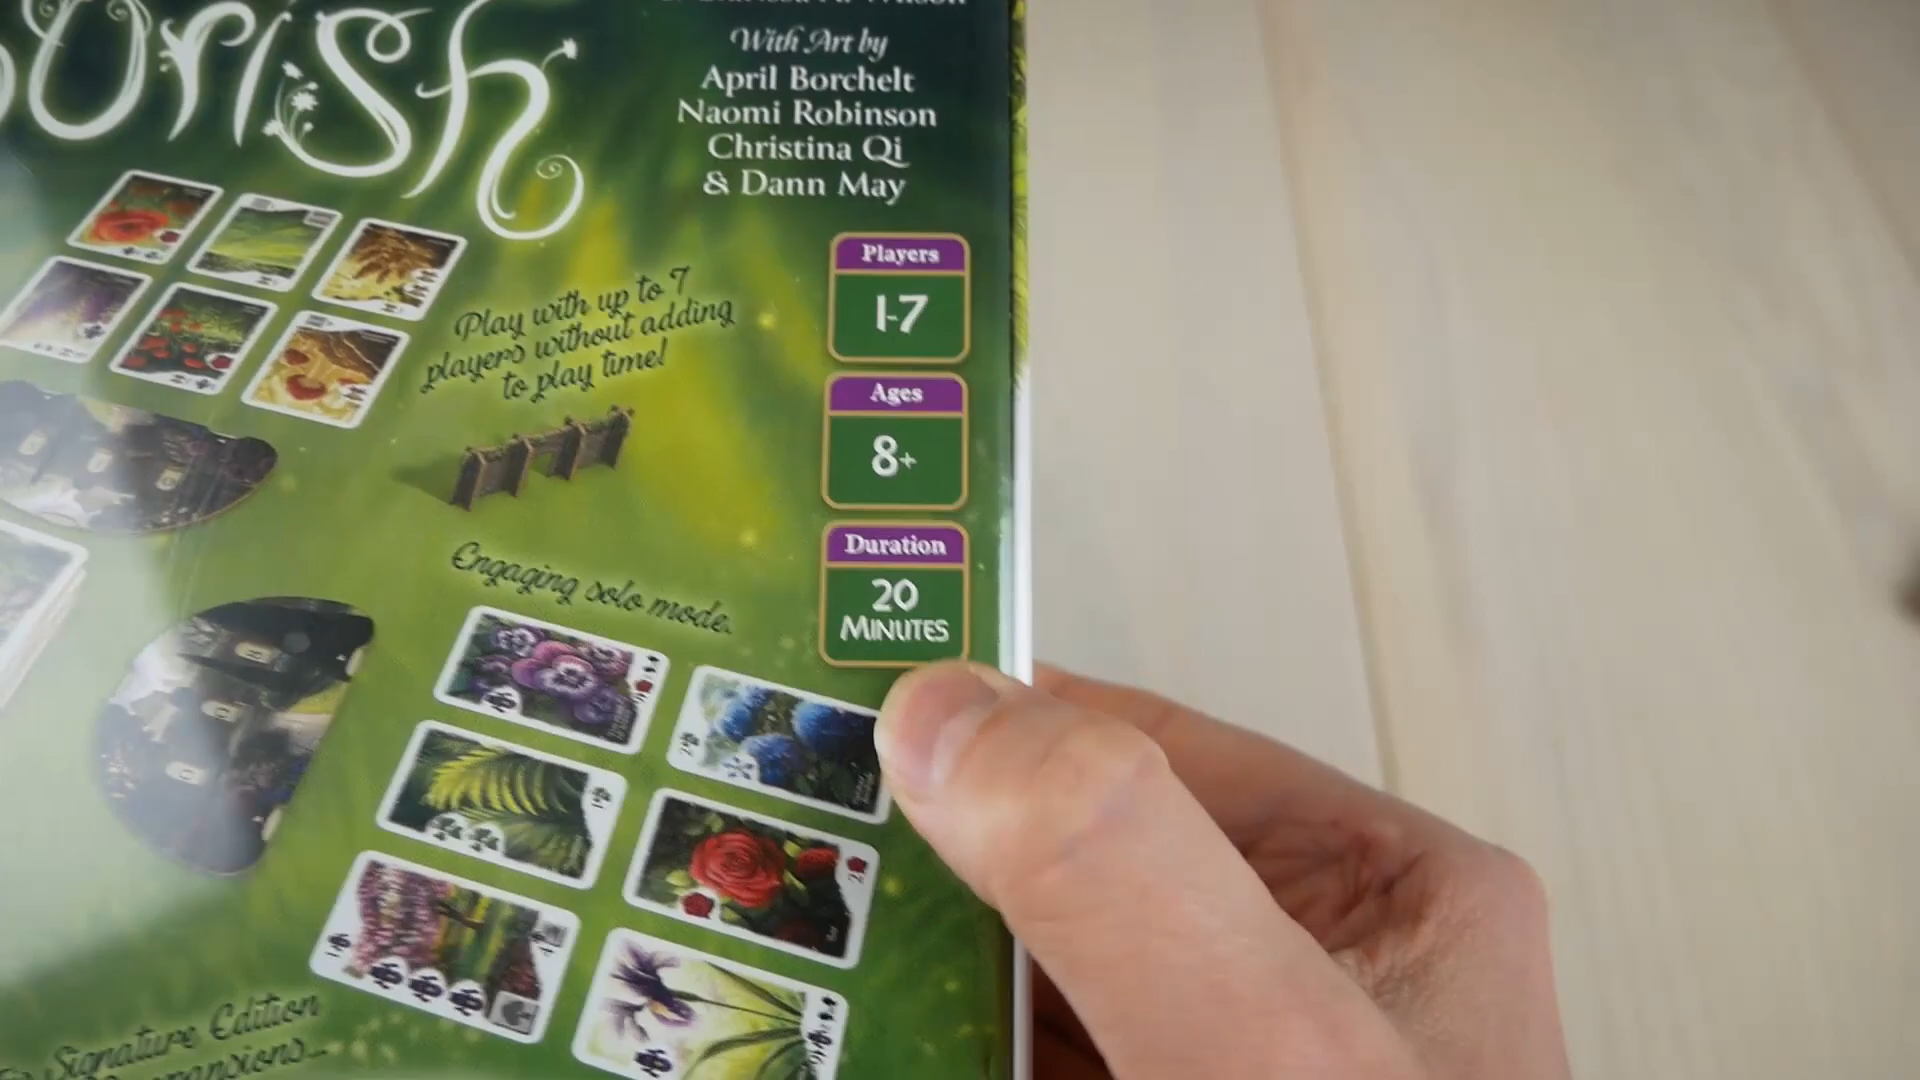 With Art by
April Borchelt
Naomi Robinson
Christina Qi
& Dann May
Players
1-7
Play with up to 7
players without adding
to play time!
Ages
8+
Duration
20
MINUTES
Engaging solo mode.
Signature Edition